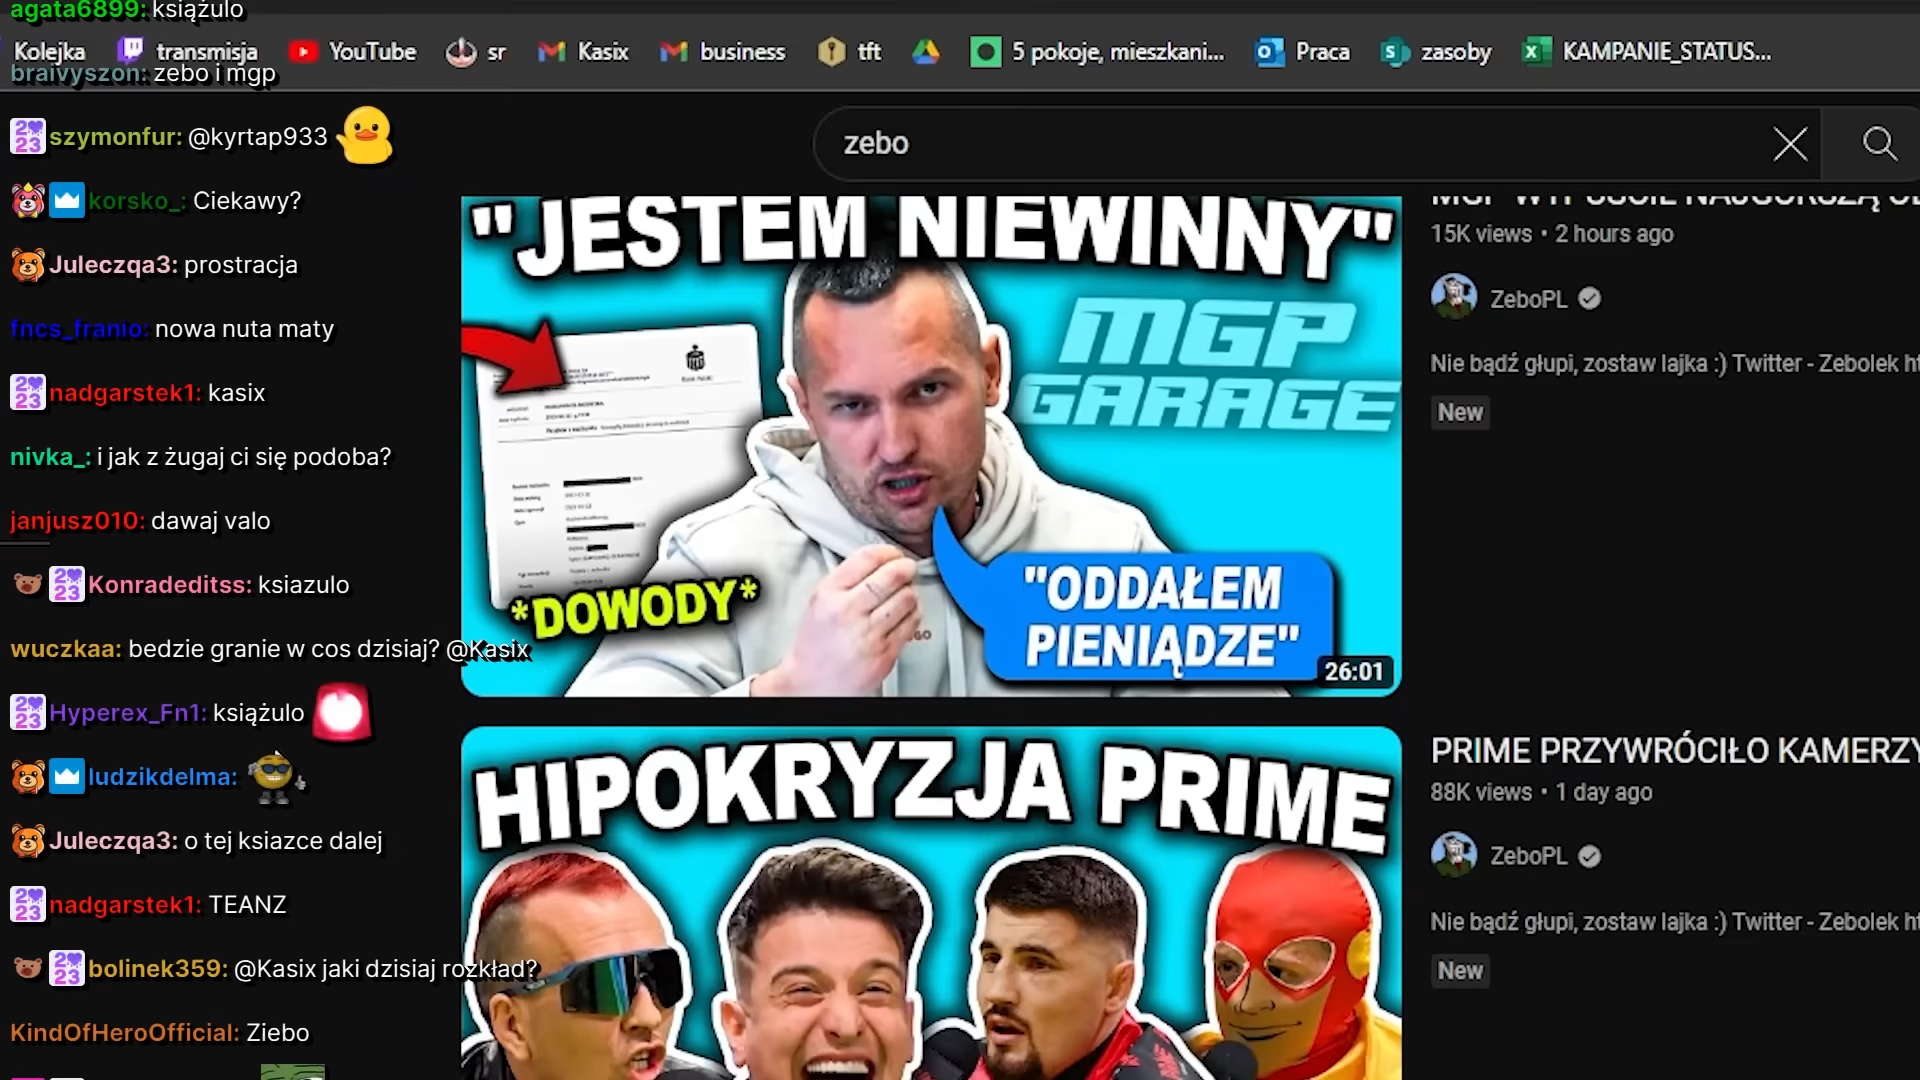 agata6899: książulo
Kolejka transmisja YouTube sr Kasix business tft 5 pokoje, mieszkani... Praca zasoby KAMPANIE_STATUS...
braivyszon: zebo i mgp
szymonfur: @kyrtap933
zebo
korsko_: Ciekawy?
Juleczqa3: prostracja
fncs_franio: nowa nuta maty
nadgarstek1: kasix
nivka_: i jak z żugaj ci się podoba?
janjusz010: dawaj valo
Konradeditss: ksiazulo
wuczkaa: bedzie granie w cos dzisiaj? @Kasix
Hyperex_Fn1: książulo
ludzikdelma:
Juleczqa3: o tej ksiazce dalej
nadgarstek1: TEANZ
bolinek359: @Kasix jaki dzisiaj rozkład?
KindOfHeroOfficial: Ziebo
"JESTEM NIEWINNY"
MGP
GARAGE
*DOWODY*
"ODDAŁEM
PIENIĄDZE"
26:01
15K views • 2 hours ago
ZeboPL
Nie bądź głupi, zostaw lajka :) Twitter - Zebolek ht
New
HIPOKRYZJA PRIME
PRIME PRZYWRÓCIŁO KAMERZY
88K views • 1 day ago
ZeboPL
Nie bądź głupi, zostaw lajka :) Twitter - Zebolek ht
New